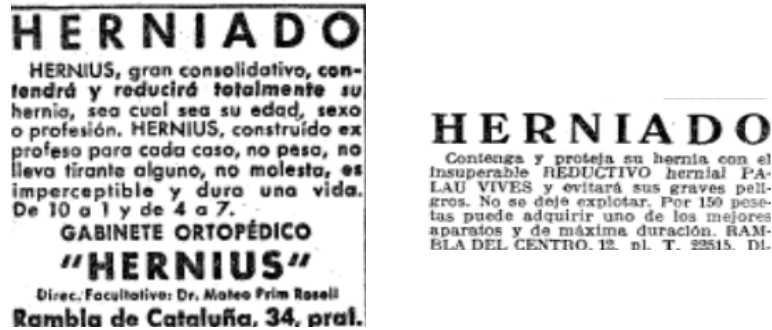 HERNIADO
HERNIUS, gran consolidativo, con-
tendrá y reducirá totalmente su
hernia, sea cual sea su edad, sexo
o profesión. HERNIUS, construído ex
profeso para cada caso, no pesa, no
lleva tirante alguno, no molesta, es
imperceptible y dura una vida.
De 10 a 1 y de 4 a 7.
GABINETE ORTOPÉDICO
"HERNIUS"
Direc. Facultativa: Dr. Mateo Prim Rosell
Rambla de Cataluña, 34, pral.
HERNIADO
Contenga y proteja su hernia con el
insuperable REDUCTIVO hernial PA-
LAU VIVES y evitará sus graves peli-
gros. No se deje explotar. Por 150 pese-
tas puede adquirir uno de los mejores
aparatos y de máxima duración. RAM-
BLA DEL CENTRO, 12, pl. T. 22515. Di-